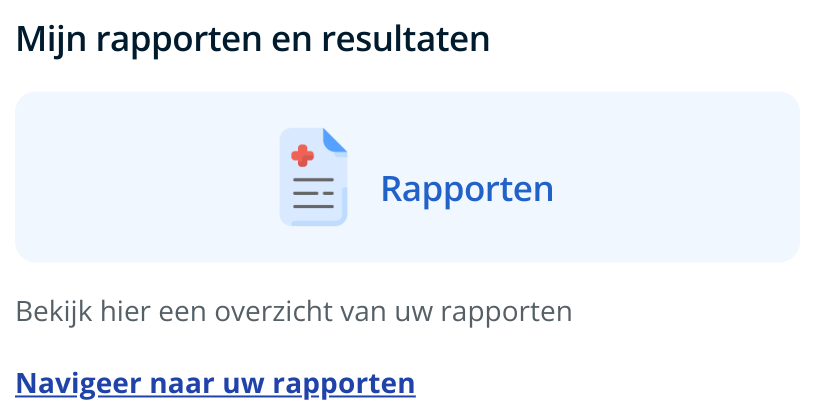 Mijn rapporten en resultaten
Rapporten
Bekijk hier een overzicht van uw rapporten
Navigeer naar uw rapporten